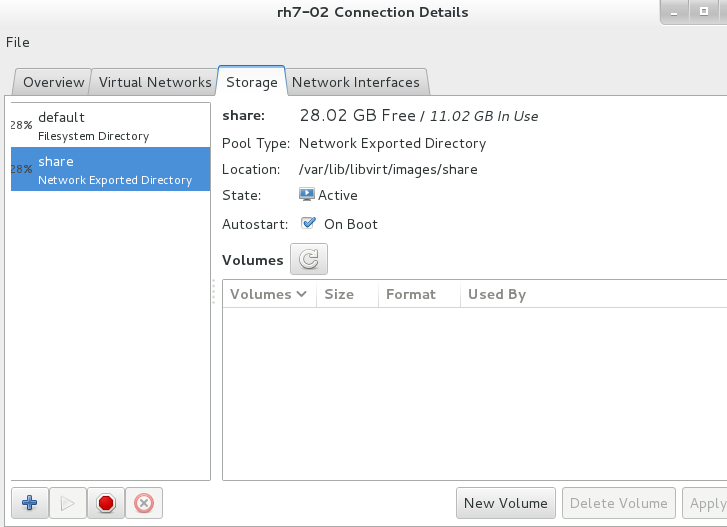 rh7-02 Connection Details
File
Overview Virtual Networks Storage Network Interfaces
28% default
Filesystem Directory
28% share
Network Exported Directory
share: 28.02 GB Free / 11.02 GB In Use
Pool Type: Network Exported Directory
Location: /var/lib/libvirt/images/share
State: Active
Autostart: On Boot
Volumes
Volumes Size Format Used By
New Volume Delete Volume Apply